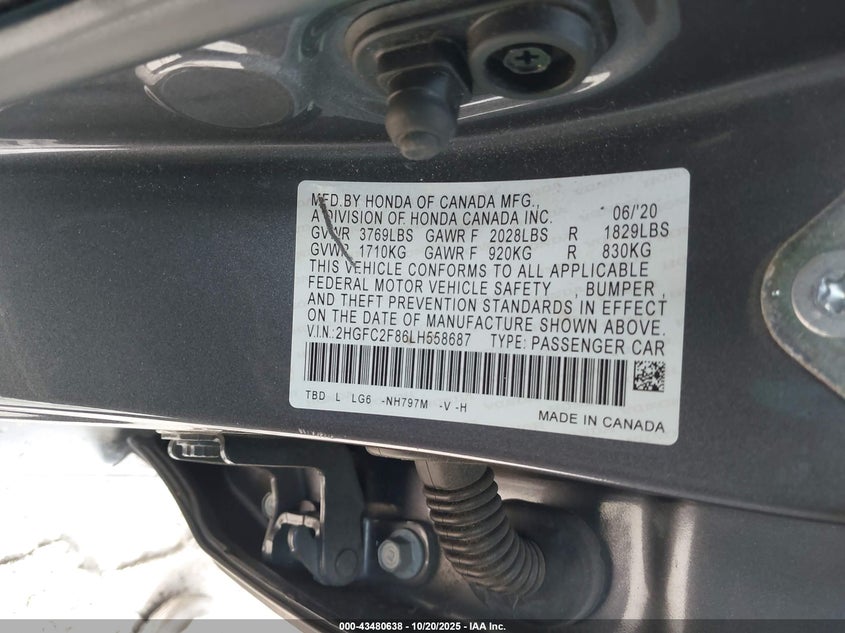 MFD.BY HONDA OF CANADA MFG.,
A DIVISION OF HONDA CANADA INC. 06/'20
GVWR 3769LBS GAWR F 2028LBS R 1829LBS
GVWR 1710KG GAWR F 920KG R 830KG
THIS VEHICLE CONFORMS TO ALL APPLICABLE
FEDERAL MOTOR VEHICLE SAFETY , BUMPER ,
AND THEFT PREVENTION STANDARDS IN EFFECT
ON THE DATE OF MANUFACTURE SHOWN ABOVE.
V.I.N.:2HGFC2F86LH558687 TYPE: PASSENGER CAR
TBD L LG6 -NH797M -V -H
MADE IN CANADA
000-43480638 - 10/20/2025 - IAA Inc.